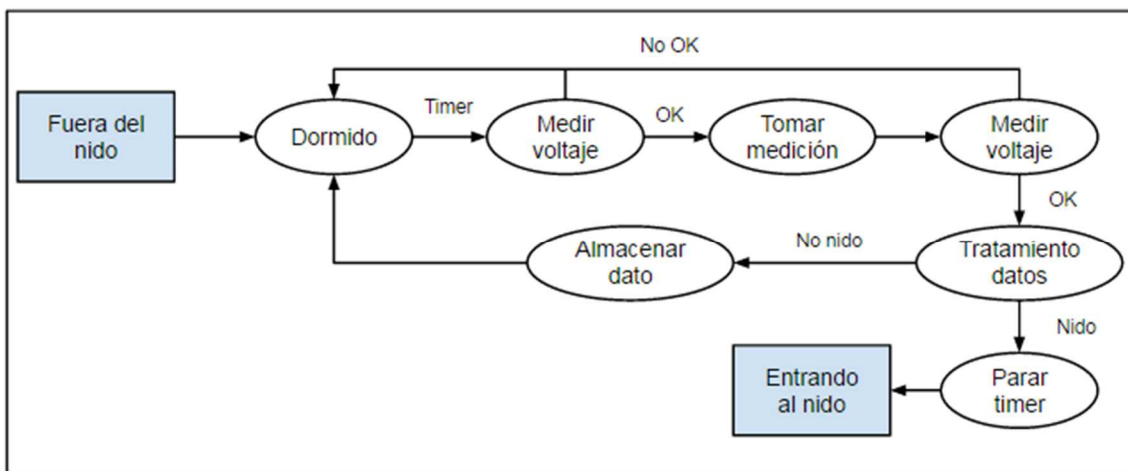 No OK
Fuera del
nido
Dormido
Timer
Medir
voltaje
OK
Tomar
medición
Medir
voltaje
OK
Almacenar
dato
No nido
Tratamiento
datos
Nido
Entrando
al nido
Parar
timer